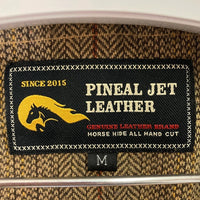 SINCE 2015
PINEAL JET
LEATHER
GENUINE LEATHER BRAND
HORSE HIDE ALL HAND CUT
M